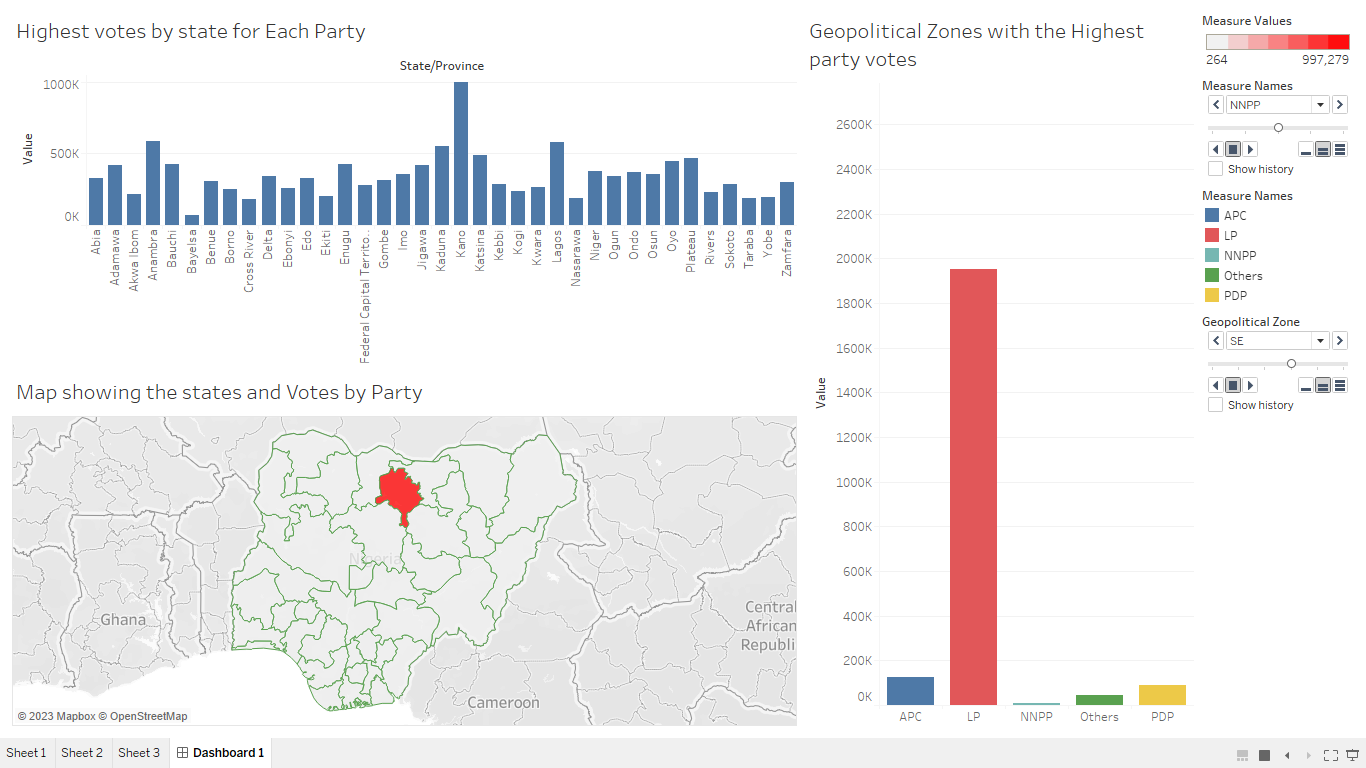 Highest votes by state for Each Party
State/Province
Value
1000K
500K
0K
Abia
Adamawa
Akwa Ibom
Anambra
Bauchi
Bayelsa
Benue
Borno
Cross River
Delta
Ebonyi
Edo
Ekiti
Enugu
Federal Capital Territo..
Gombe
Imo
Jigawa
Kaduna
Kano
Katsina
Kebbi
Kogi
Kwara
Lagos
Nasarawa
Niger
Ogun
Ondo
Osun
Oyo
Plateau
Rivers
Sokoto
Taraba
Yobe
Zamfara
Map showing the states and Votes by Party
Nigeria
Ghana
Central
African
Republi
Cameroon
© 2023 Mapbox © OpenStreetMap
Geopolitical Zones with the Highest
party votes
Value
2600K
2400K
2200K
2000K
1800K
1600K
1400K
1200K
1000K
800K
600K
400K
200K
0K
APC
LP
NNPP
Others
PDP
Measure Values
264 997,279
Measure Names
NNPP
Show history
Measure Names
APC
LP
NNPP
Others
PDP
Geopolitical Zone
SE
Show history
Sheet 1 Sheet 2 Sheet 3 Dashboard 1